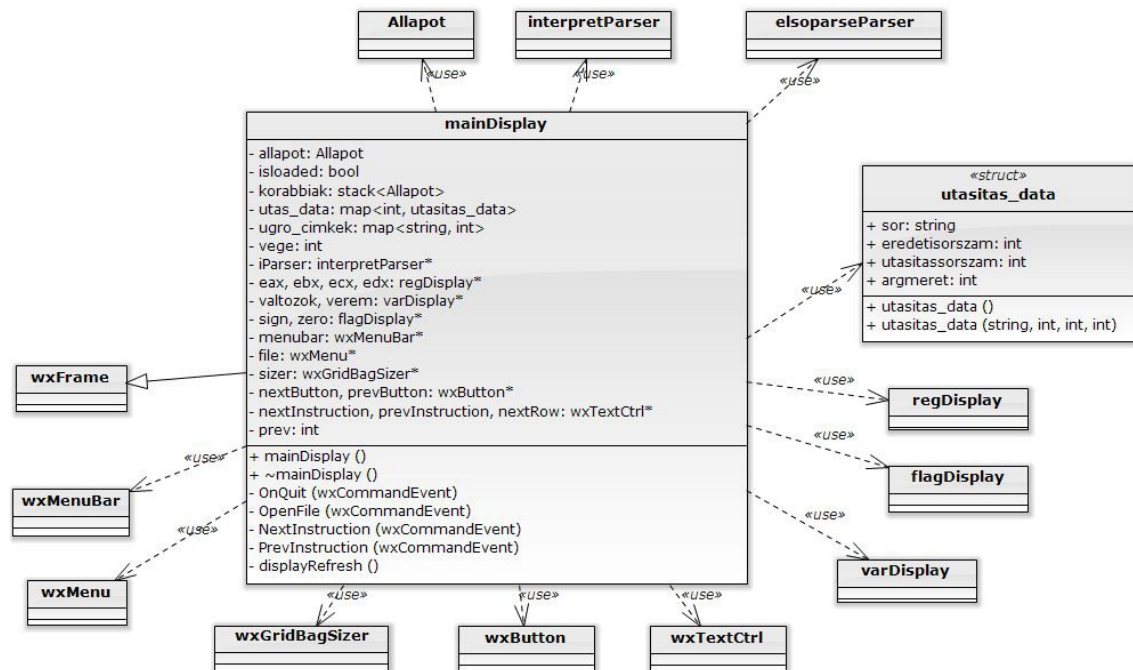 Allapot
interpretParser
elsoparseParser
«use»
«use»
«use»
mainDisplay
- allapot: Allapot
- isloaded: bool
- korabbiak: stack<Allapot>
- utas_data: map<int, utasitas_data>
- ugro_cimkek: map<string, int>
- vege: int
- iParser: interpretParser*
- eax, ebx, ecx, edx: regDisplay*
- valtozok, verem: varDisplay*
- sign, zero: flagDisplay*
- menubar: wxMenuBar*
- file: wxMenu*
- sizer: wxGridBagSizer*
- nextButton, prevButton: wxButton*
- nextInstruction, prevInstruction, nextRow: wxTextCtrl*
- prev: int
+ mainDisplay ()
+ ~mainDisplay ()
- OnQuit (wxCommandEvent)
- OpenFile (wxCommandEvent)
- NextInstruction (wxCommandEvent)
- PrevInstruction (wxCommandEvent)
- displayRefresh ()
«struct»
utasitas_data
+ sor: string
+ eredetisorszam: int
+ utasitassorszam: int
+ argmeret: int
+ utasitas_data ()
+ utasitas_data (string, int, int, int)
«use»
wxFrame
«use»
regDisplay
«use»
flagDisplay
«use»
wxMenuBar
«use»
«use»
varDisplay
wxMenu
«use»
«use»
«use»
wxGridBagSizer
wxButton
wxTextCtrl